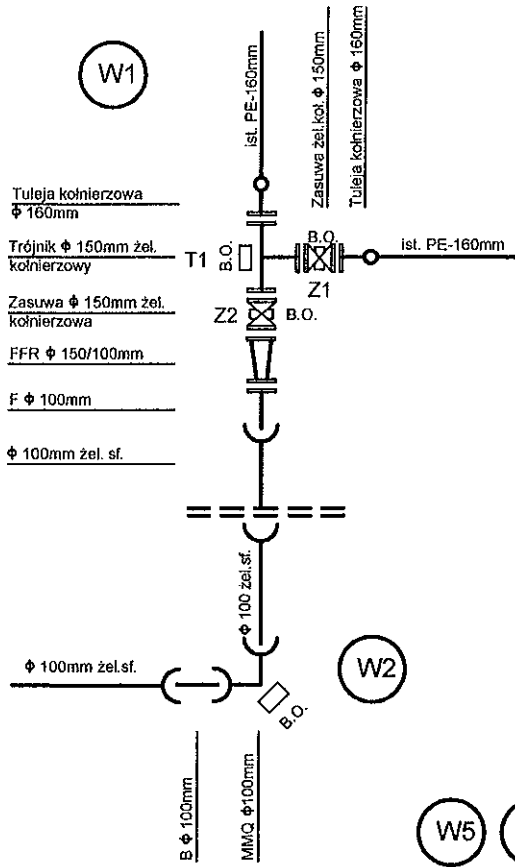 W1
ist. PE-160mm
Zasuwa żel.koł. ϕ 150mm
Tuleja kołnierzowa ϕ 160mm
Tuleja kołnierzowa
ϕ 160mm
Trójnik ϕ 150mm żel.
kołnierzowy
T1
B.O.
B.O.
Z1
ist. PE-160mm
Zasuwa ϕ 150mm żel.
kołnierzowa
Z2
B.O.
FFR ϕ 150/100mm
F ϕ 100mm
ϕ 100mm żel. sf.
ϕ 100 żel.sf.
ϕ 100mm żel.sf.
W2
B.O.
B ϕ 100mm
MMQ ϕ100mm
W5